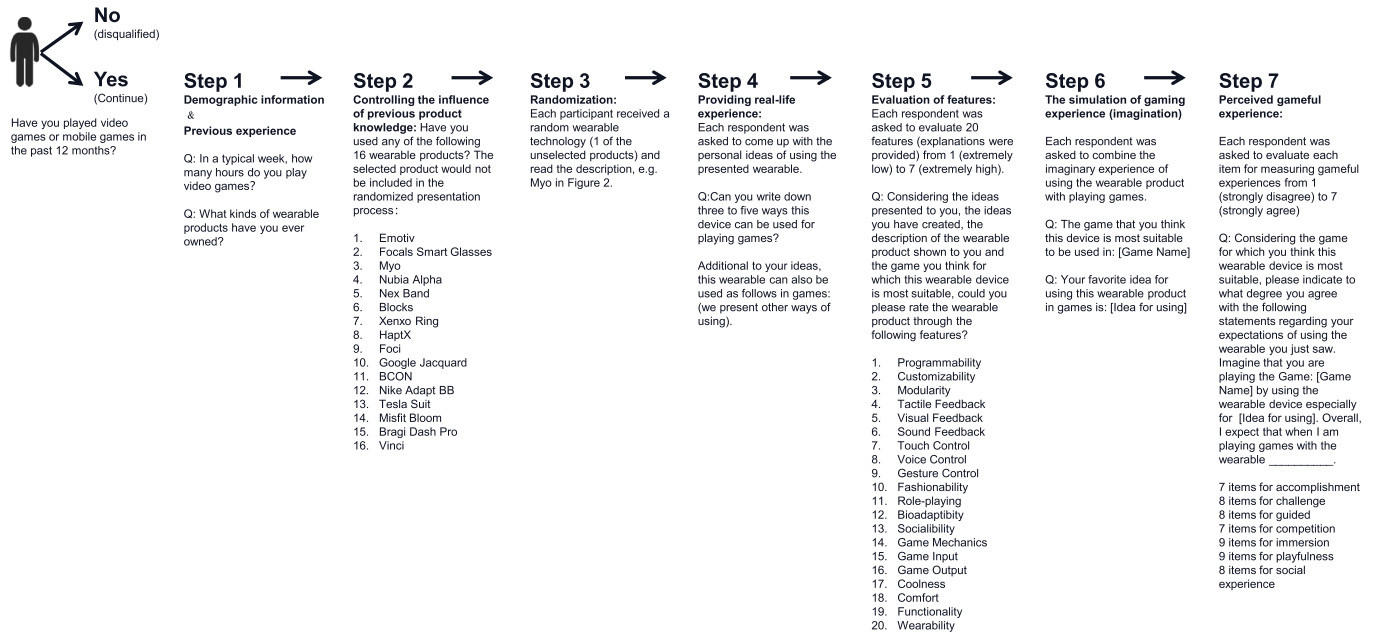 No
(disqualified)
Yes
(Continue)
Have you played video
games or mobile games in
the past 12 months?
Step 1
Demographic information
&
Previous experience
Q: In a typical week, how
many hours do you play
video games?
Q: What kinds of wearable
products have you ever
owned?
Step 2
Controlling the influence
of previous product
knowledge: Have you
used any of the following
16 wearable products? The
selected product would not
be included in the
randomized presentation
process:
1. Emotiv
2. Focals Smart Glasses
3. Myo
4. Nubia Alpha
5. Nex Band
6. Blocks
7. Xenxo Ring
8. HaptX
9. Foci
10. Google Jacquard
11. BCON
12. Nike Adapt BB
13. Tesla Suit
14. Misfit Bloom
15. Bragi Dash Pro
16. Vinci
Step 3
Randomization:
Each participant received a
random wearable
technology (1 of the
unselected products) and
read the description, e.g.
Myo in Figure 2.
Step 4
Providing real-life
experience:
Each respondent was
asked to come up with the
personal ideas of using the
presented wearable.
Q:Can you write down
three to five ways this
device can be used for
playing games?
Additional to your ideas,
this wearable can also be
used as follows in games:
(we present other ways of
using).
Step 5
Evaluation of features:
Each respondent was
asked to evaluate 20
features (explanations were
provided) from 1 (extremely
low) to 7 (extremely high).
Q: Considering the ideas
presented to you, the ideas
you have created, the
description of the wearable
product shown to you and
the game you think for
which this wearable device
is most suitable, could you
please rate the wearable
product through the
following features?
1. Programmability
2. Customizability
3. Modularity
4. Tactile Feedback
5. Visual Feedback
6. Sound Feedback
7. Touch Control
8. Voice Control
9. Gesture Control
10. Fashionability
11. Role-playing
12. Bioadaptibity
13. Socialibility
14. Game Mechanics
15. Game Input
16. Game Output
17. Coolness
18. Comfort
19. Functionality
20. Wearability
Step 6
The simulation of gaming
experience (imagination)
Each respondent was
asked to combine the
imaginary experience of
using the wearable product
with playing games.
Q: The game that you think
this device is most suitable
to be used in: [Game Name]
Q: Your favorite idea for
using this wearable product
in games is: [Idea for using]
Step 7
Perceived gameful
experience:
Each respondent was
asked to evaluate each
item for measuring gameful
experiences from 1
(strongly disagree) to 7
(strongly agree)
Q: Considering the game
for which you think this
wearable device is most
suitable, please indicate to
what degree you agree
with the following
statements regarding your
expectations of using the
wearable you just saw.
Imagine that you are
playing the Game: [Game
Name] by using the
wearable device especially
for [Idea for using]. Overall,
I expect that when I am
playing games with the
wearable __________.
7 items for accomplishment
8 items for challenge
8 items for guided
7 items for competition
9 items for immersion
9 items for playfulness
8 items for social
experience